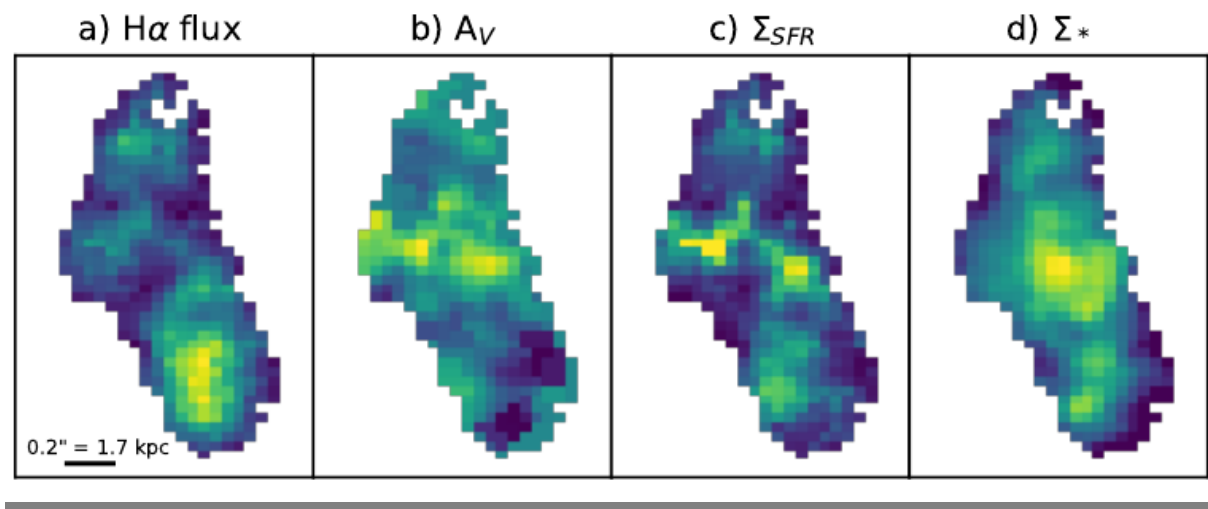 a) Hα flux
b) A_V
c) Σ_SFR
d) Σ_*
0.2" = 1.7 kpc